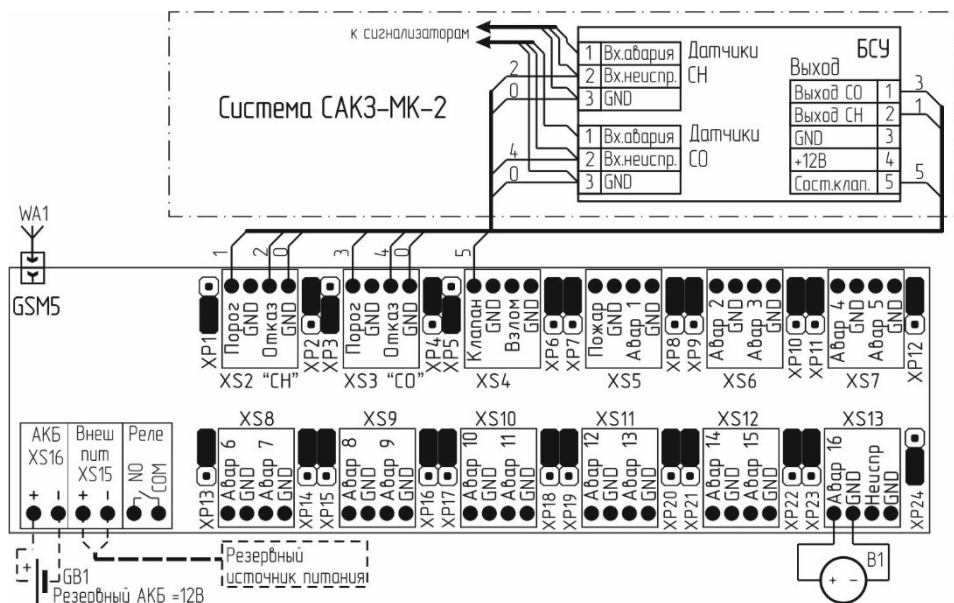 к сигнализаторам
Система САКЗ-МК-2
БСУ
1 Вх.авария
2 Вх.неиспр.
3 GND
Датчики
СН
1 Вх.авария
2 Вх.неиспр.
3 GND
Датчики
СО
Выход
Выход СО 1
Выход СН 2
GND 3
+12В 4
Сост.клап. 5
2
0
4
0
3
1
5
WA1
GSM5
1 2 0 3 4 0 5
XP1
Порог
GND
Отказ
GND
XP2
XP3
Порог
GND
Отказ
GND
XP4
XP5
Клапан
GND
Взлом
GND
XP6
XP7
Пожар
GND
Авар 1
GND
XP8
XP9
Авар 2
GND
Авар 3
GND
XP10
XP11
Авар 4
GND
Авар 5
GND
XP12
XS2 "СН"
XS3 "СО"
XS4
XS5
XS6
XS7
АКБ
XS16
+ -
Внеш
пит
XS15
+ -
Реле
NO
COM
XS8
XS9
XS10
XS11
XS12
XS13
XP13
Авар 6
GND
Авар 7
GND
XP14
XP15
Авар 8
GND
Авар 9
GND
XP16
XP17
Авар 10
GND
Авар 11
GND
XP18
XP19
Авар 12
GND
Авар 13
GND
XP20
XP21
Авар 14
GND
Авар 15
GND
XP22
XP23
Авар 16
GND
Неиспр
GND
XP24
+
GB1
Резервный АКБ =12В
Резервный
источник питания
B1
+ -